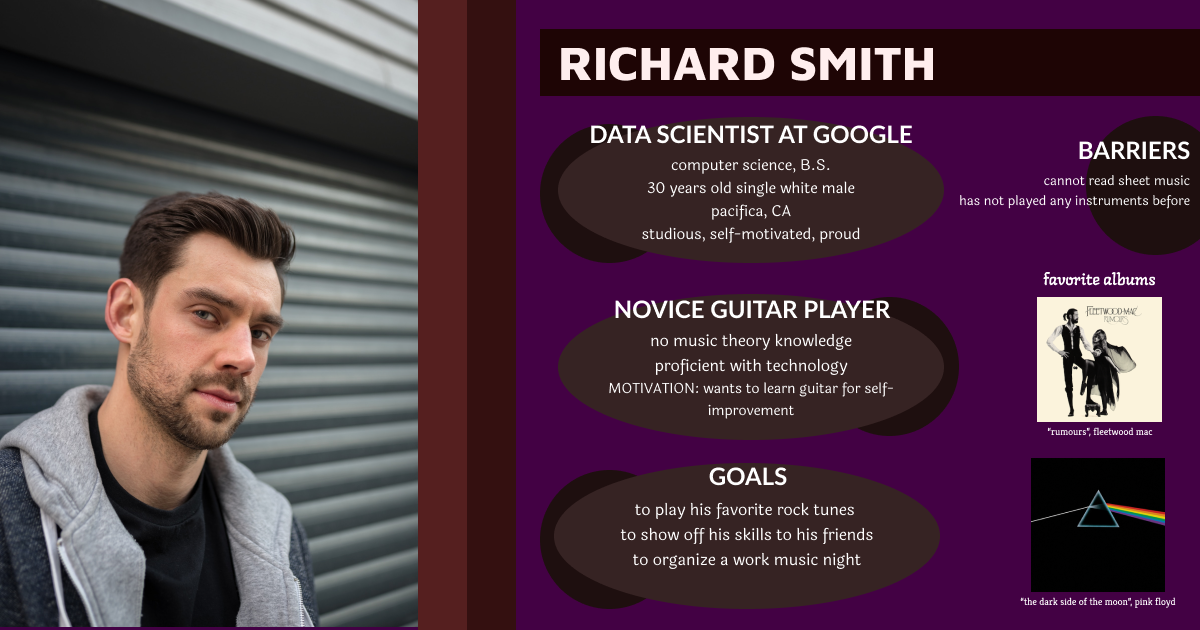 RICHARD SMITH
DATA SCIENTIST AT GOOGLE
computer science, B.S.
30 years old single white male
pacifica, CA
studious, self-motivated, proud
BARRIERS
cannot read sheet music
has not played any instruments before
NOVICE GUITAR PLAYER
no music theory knowledge
proficient with technology
MOTIVATION: wants to learn guitar for self-
improvement
GOALS
to play his favorite rock tunes
to show off his skills to his friends
to organize a work music night
favorite albums
FLEETWOOD MAC
RUMOURS
"rumours", fleetwood mac
"the dark side of the moon", pink floyd